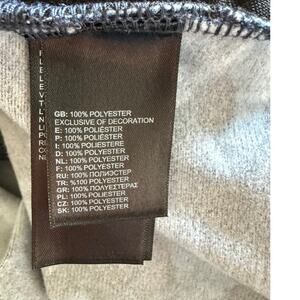 GB: 100% POLYESTER
EXCLUSIVE OF DECORATION
E: 100% POLIÉSTER
P: 100% POLIÉSTER
I: 100% POLIESTERE
D: 100% POLYESTER
NL: 100% POLYESTER
F: 100% POLYESTER
RU: 100% ПОЛИЭСТЕР
TR: %100 POLYESTER
GR: 100% ΠΟΛΥΕΣΤΕΡΑΣ
PL: 100% POLIESTER
CZ: 100% POLYESTER
SK: 100% POLYESTER